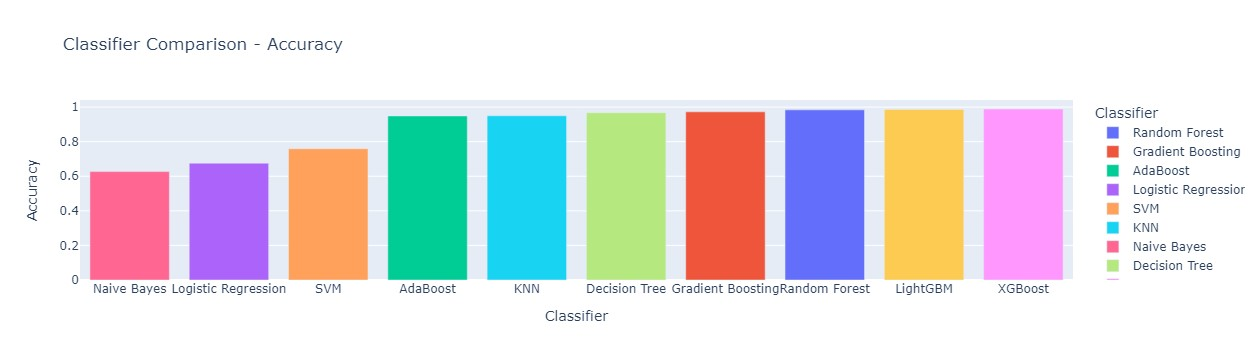 Classifier Comparison - Accuracy
Accuracy
1
0.8
0.6
0.4
0.2
0
Naive Bayes
Logistic Regression
SVM
AdaBoost
KNN
Decision Tree
Gradient Boosting
Random Forest
LightGBM
XGBoost
Classifier
Classifier
Random Forest
Gradient Boosting
AdaBoost
Logistic Regression
SVM
KNN
Naive Bayes
Decision Tree